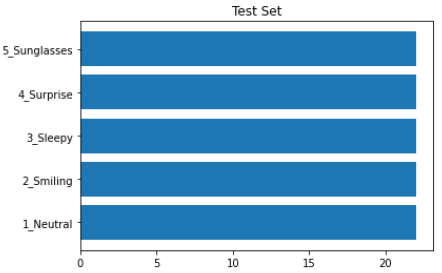 Test Set
5_Sunglasses
4_Surprise
3_Sleepy
2_Smiling
1_Neutral
0 5 10 15 20